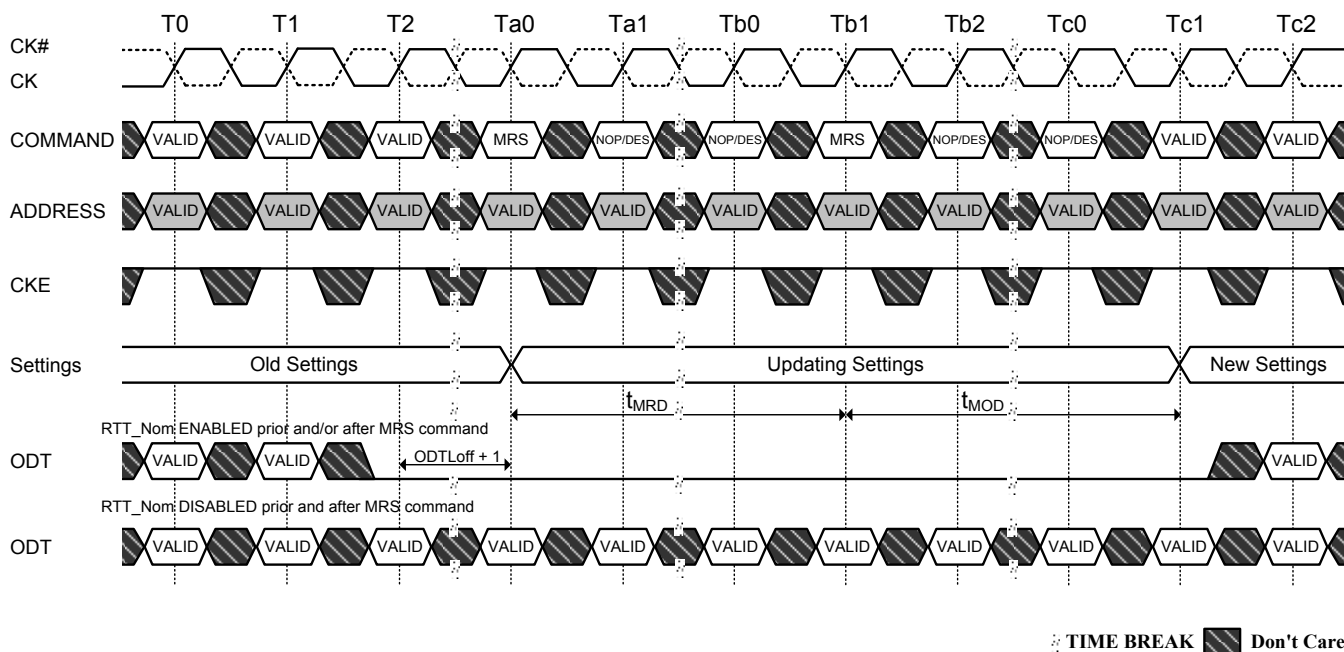 T0 T1 T2 Ta0 Ta1 Tb0 Tb1 Tb2 Tc0 Tc1 Tc2
CK#
CK
COMMAND VALID VALID VALID MRS NOP/DES NOP/DES MRS NOP/DES NOP/DES VALID VALID
ADDRESS VALID VALID VALID VALID VALID VALID VALID VALID VALID VALID VALID
CKE
Settings Old Settings Updating Settings New Settings
tMRD tMOD
RTT_Nom ENABLED prior and/or after MRS command
ODT VALID VALID ODTLoff + 1 VALID
RTT_Nom DISABLED prior and after MRS command
ODT VALID VALID VALID VALID VALID VALID VALID VALID VALID VALID VALID
TIME BREAK Don't Care